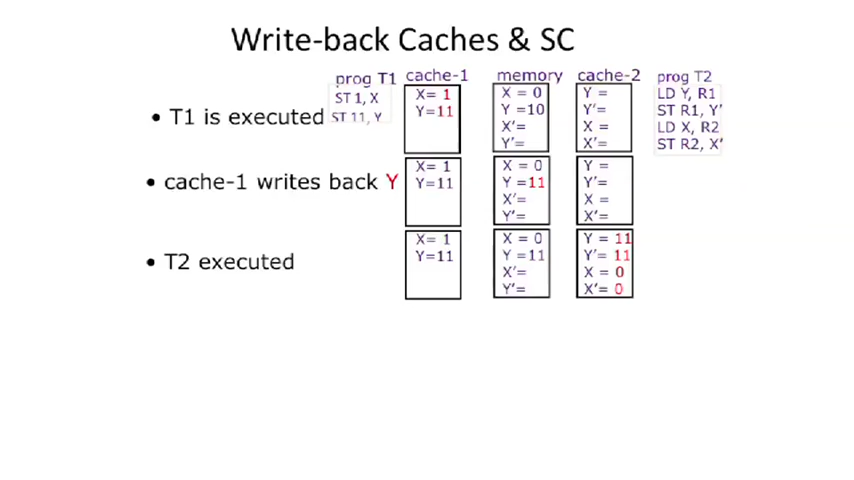 Write-back Caches & SC
prog T1
ST 1, X
ST 11, Y
cache-1
memory
cache-2
prog T2
LD Y, R1
ST R1, Y'
LD X, R2
ST R2, X'
• T1 is executed
X= 1
Y=11
X = 0
Y =10
X'=
Y'=
Y =
Y'=
X =
X'=
• cache-1 writes back Y
X= 1
Y=11
X = 0
Y =11
X'=
Y'=
Y =
Y'=
X =
X'=
• T2 executed
X= 1
Y=11
X = 0
Y =11
X'=
Y'=
Y = 11
Y'= 11
X = 0
X'= 0